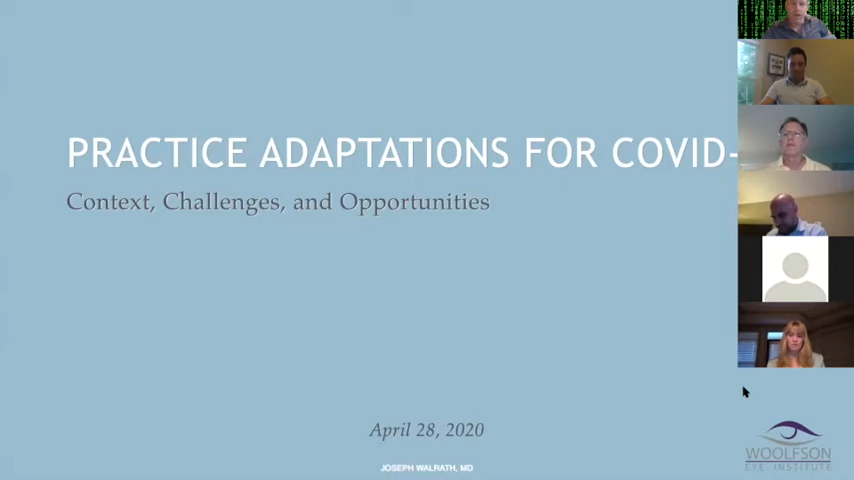 PRACTICE ADAPTATIONS FOR COVID-
Context, Challenges, and Opportunities
April 28, 2020
JOSEPH WALRATH, MD
WOOLFSON
EYE INSTITUTE